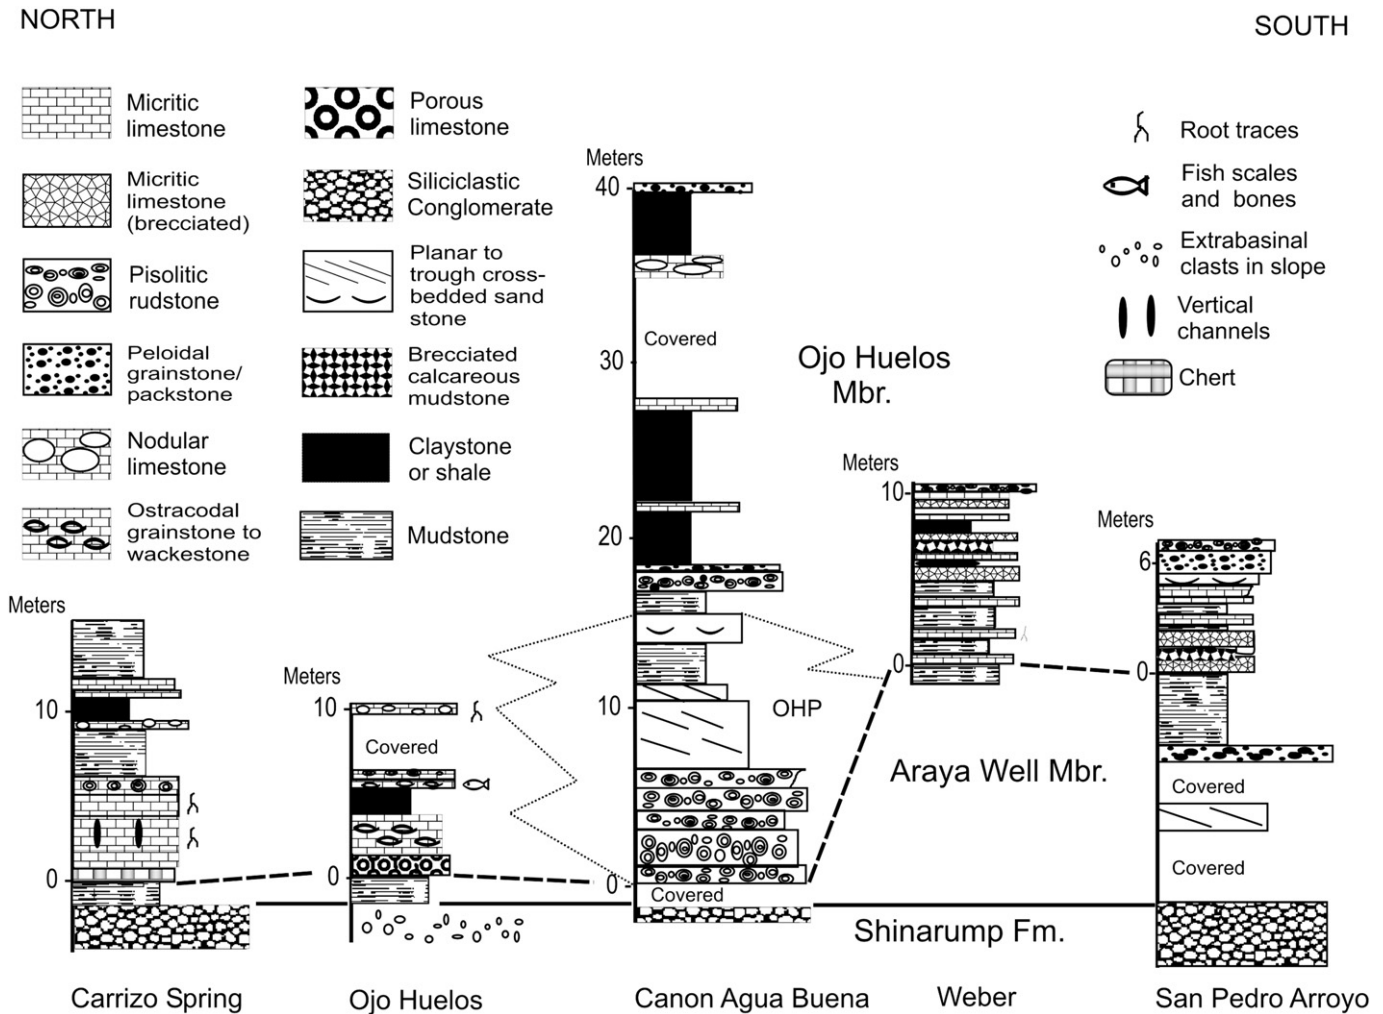 NORTH
SOUTH
Micritic
limestone
Micritic
limestone
(brecciated)
Pisolitic
rudstone
Peloidal
grainstone/
packstone
Nodular
limestone
Ostracodal
grainstone to
wackestone
Porous
limestone
Siliciclastic
Conglomerate
Planar to
trough cross-
bedded sand
stone
Brecciated
calcareous
mudstone
Claystone
or shale
Mudstone
Root traces
Fish scales
and bones
Extrabasinal
clasts in slope
Vertical
channels
Chert
Meters
10
0
Carrizo Spring
Meters
10
Covered
0
Ojo Huelos
Meters
40
Covered
30
20
10
0
Covered
OHP
Canon Agua Buena
Ojo Huelos
Mbr.
Meters
10
0
Araya Well Mbr.
Shinarump Fm.
Weber
Meters
6
0
Covered
Covered
San Pedro Arroyo